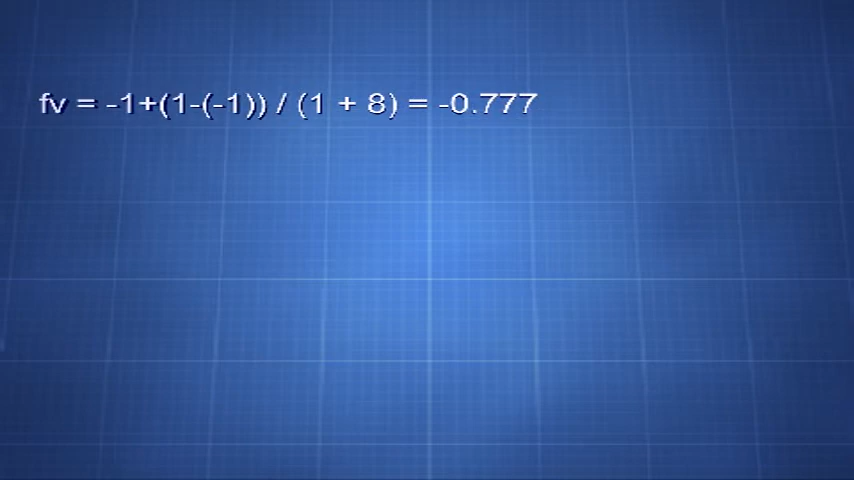 fv = -1+(1-(-1)) / (1 + 8) = -0.777